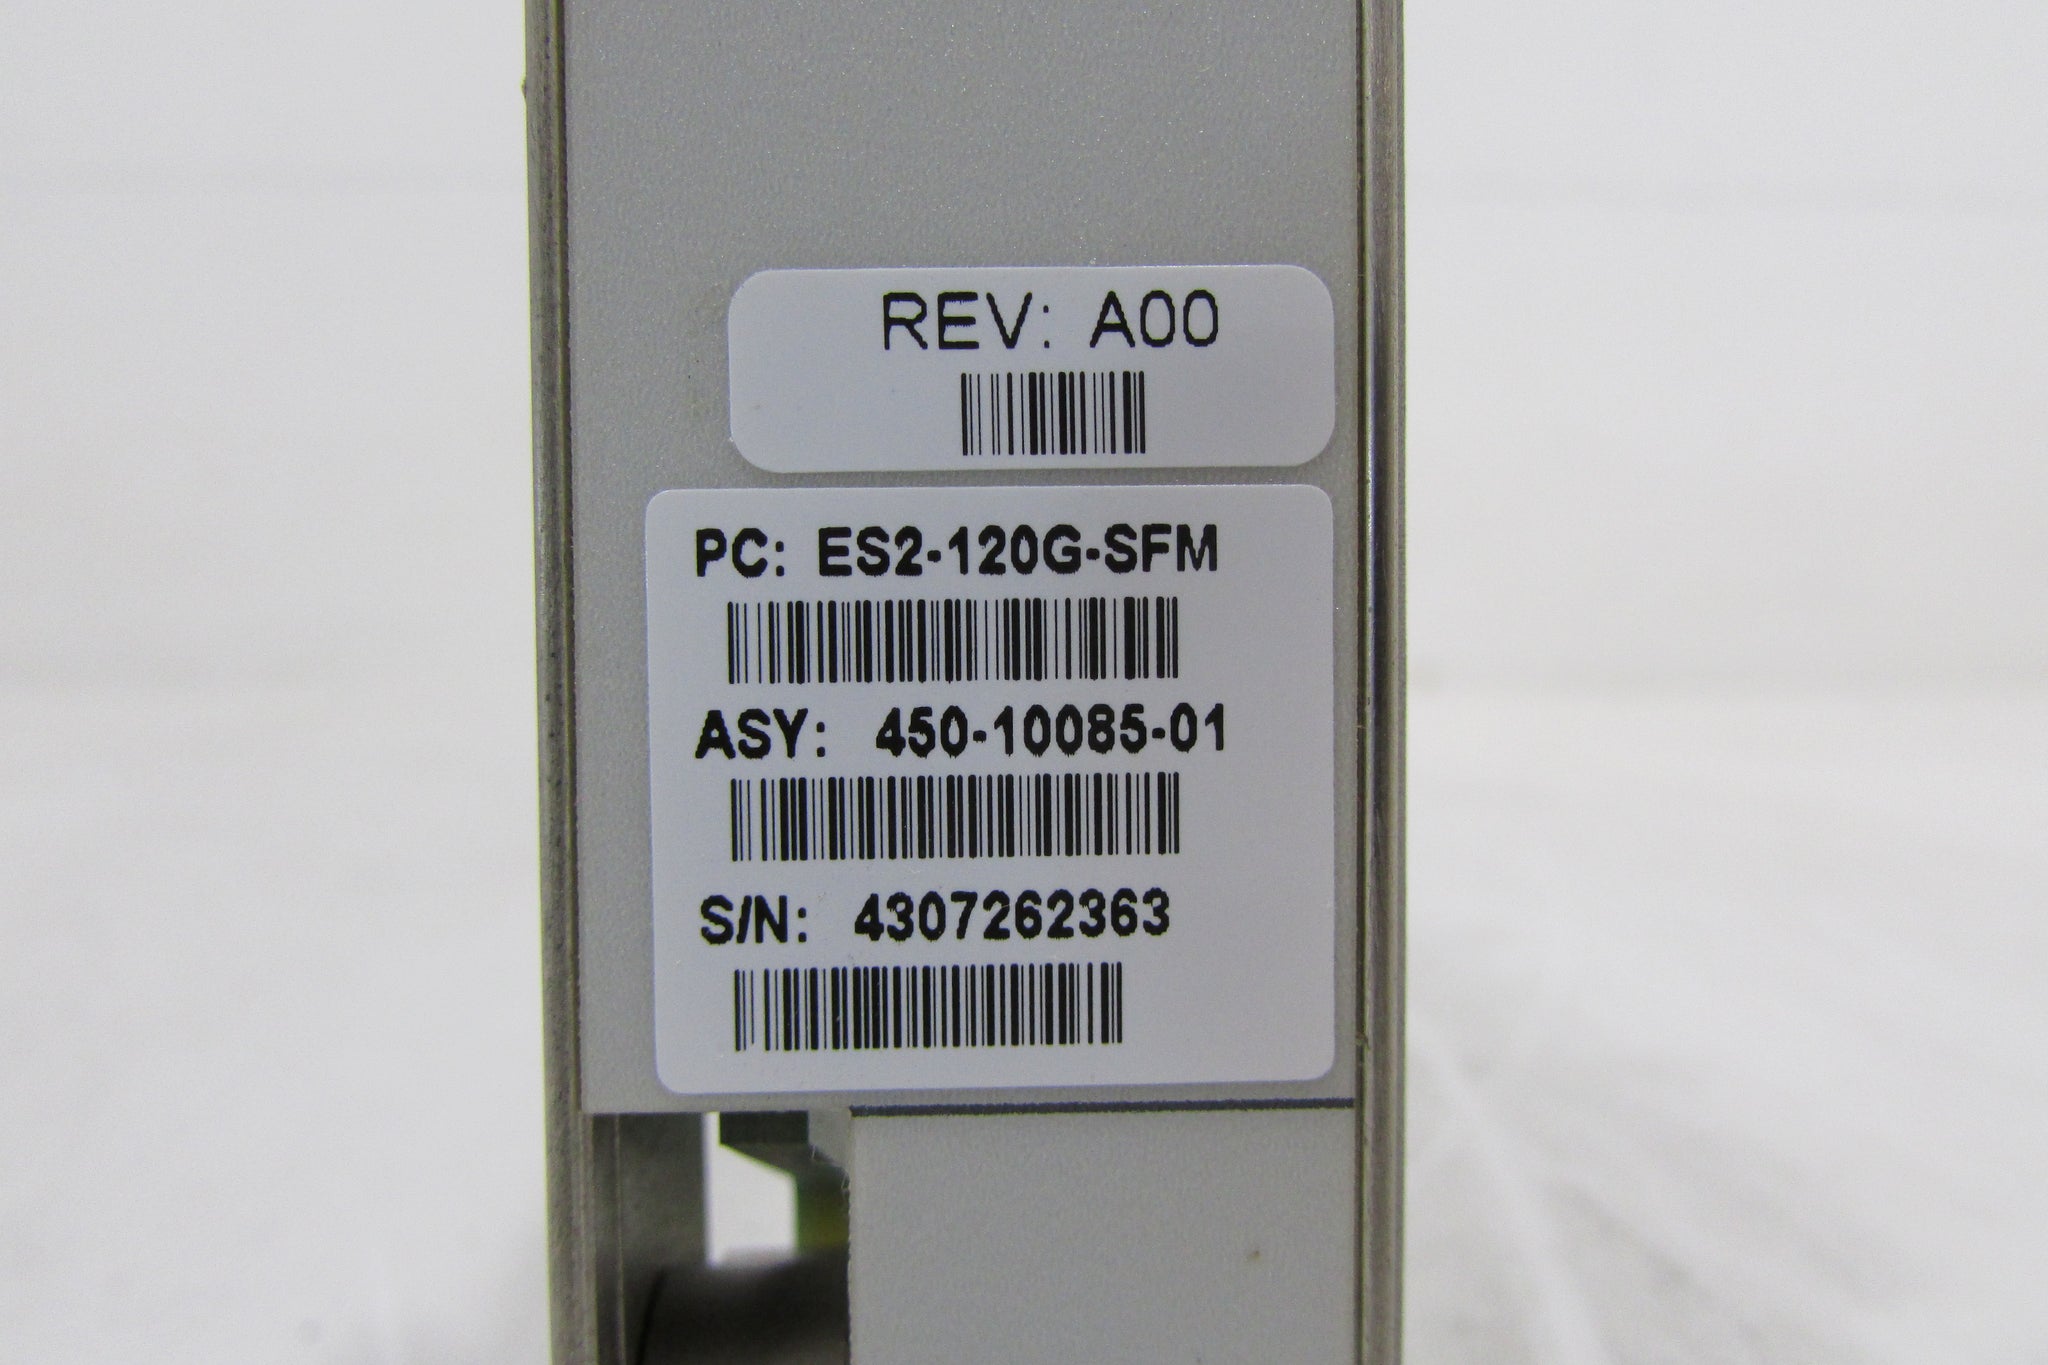 REV: A00
PC: ES2-120G-SFM
ASY: 450-10085-01
S/N: 4307262363